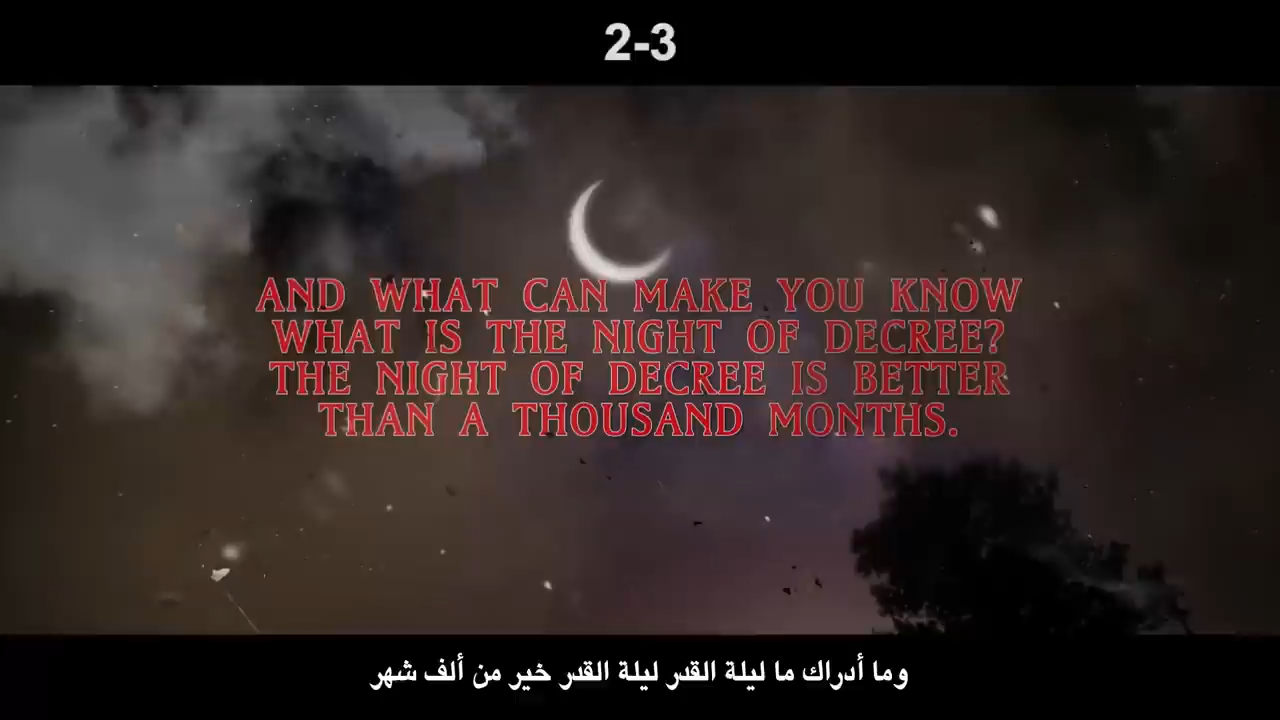 2-3
AND WHAT CAN MAKE YOU KNOW
WHAT IS THE NIGHT OF DECREE?
THE NIGHT OF DECREE IS BETTER
THAN A THOUSAND MONTHS.
وما أدراك ما ليلة القدر ليلة القدر خير من ألف شهر